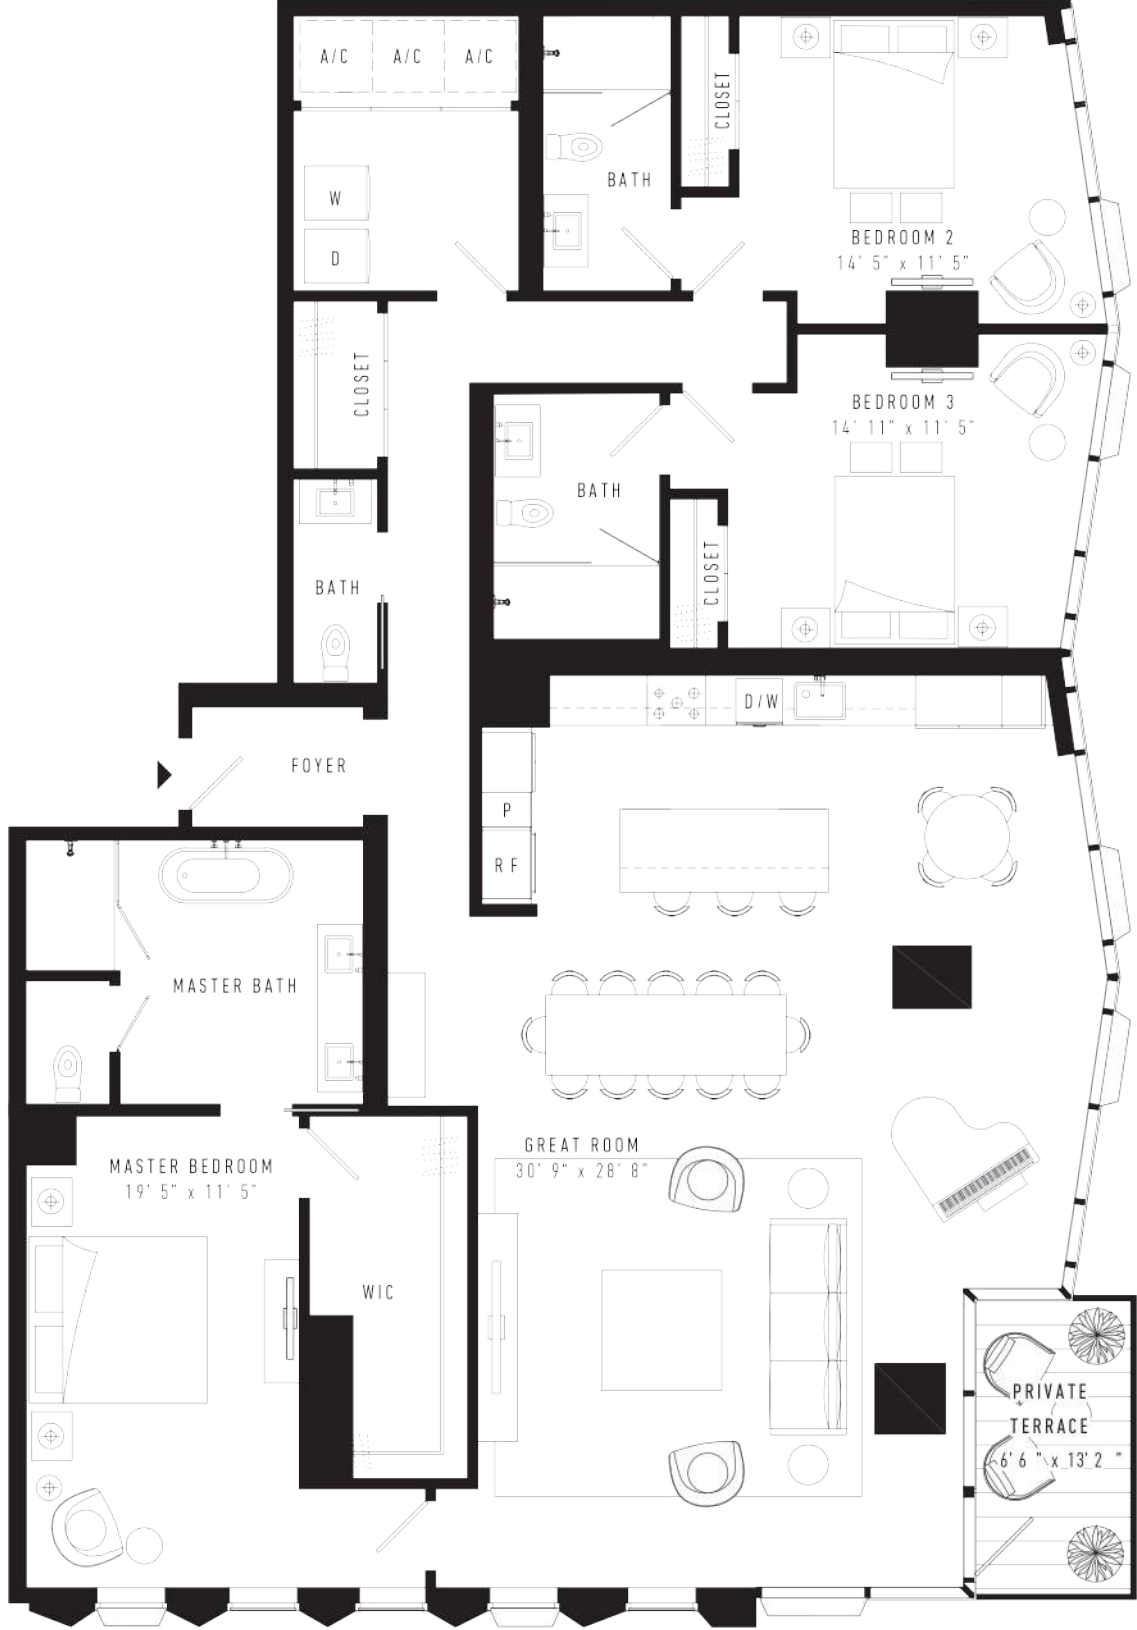 A/C A/C A/C
CLOSET
W
BATH
D
BEDROOM 2
14' 5" x 11' 5"
CLOSET
BEDROOM 3
14' 11" x 11' 5"
BATH
CLOSET
BATH
D/W
FOYER
P
RF
MASTER BATH
GREAT ROOM
30' 9" x 28' 8"
MASTER BEDROOM
19' 5" x 11' 5"
WIC
PRIVATE
TERRACE
6' 6" x 13' 2"